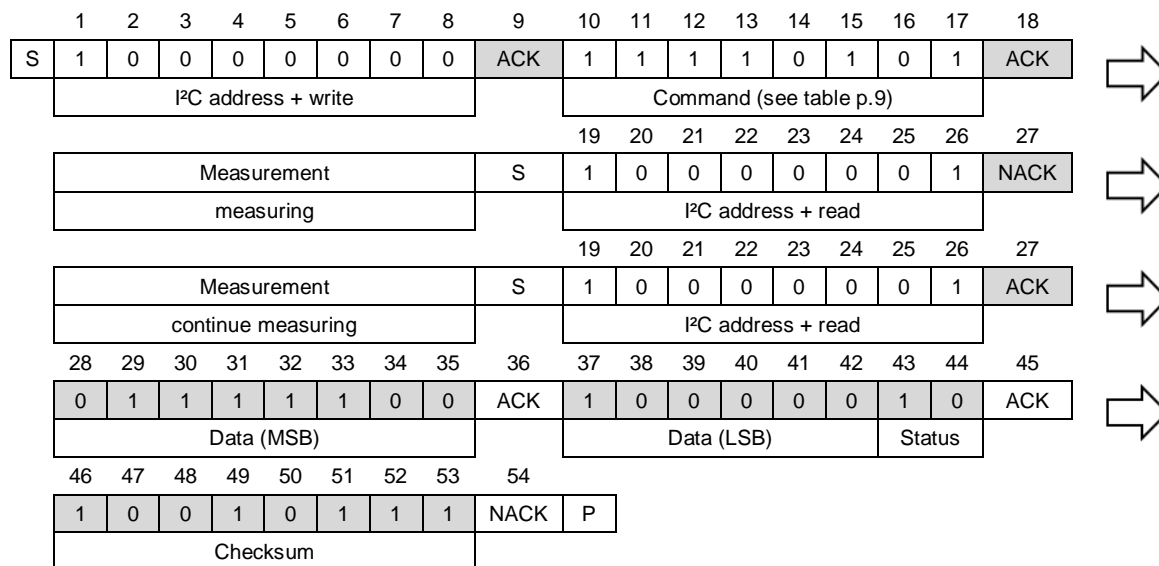 1 2 3 4 5 6 7 8 9 10 11 12 13 14 15 16 17 18
S 1 0 0 0 0 0 0 0 ACK 1 1 1 1 0 1 0 1 ACK
I²C address + write Command (see table p.9)
19 20 21 22 23 24 25 26 27
Measurement S 1 0 0 0 0 0 0 1 NACK
measuring I²C address + read
19 20 21 22 23 24 25 26 27
Measurement S 1 0 0 0 0 0 0 1 ACK
continue measuring I²C address + read
28 29 30 31 32 33 34 35 36 37 38 39 40 41 42 43 44 45
0 1 1 1 1 1 0 0 ACK 1 0 0 0 0 0 1 0 ACK
Data (MSB) Data (LSB) Status
46 47 48 49 50 51 52 53 54
1 0 0 1 0 1 1 1 NACK P
Checksum